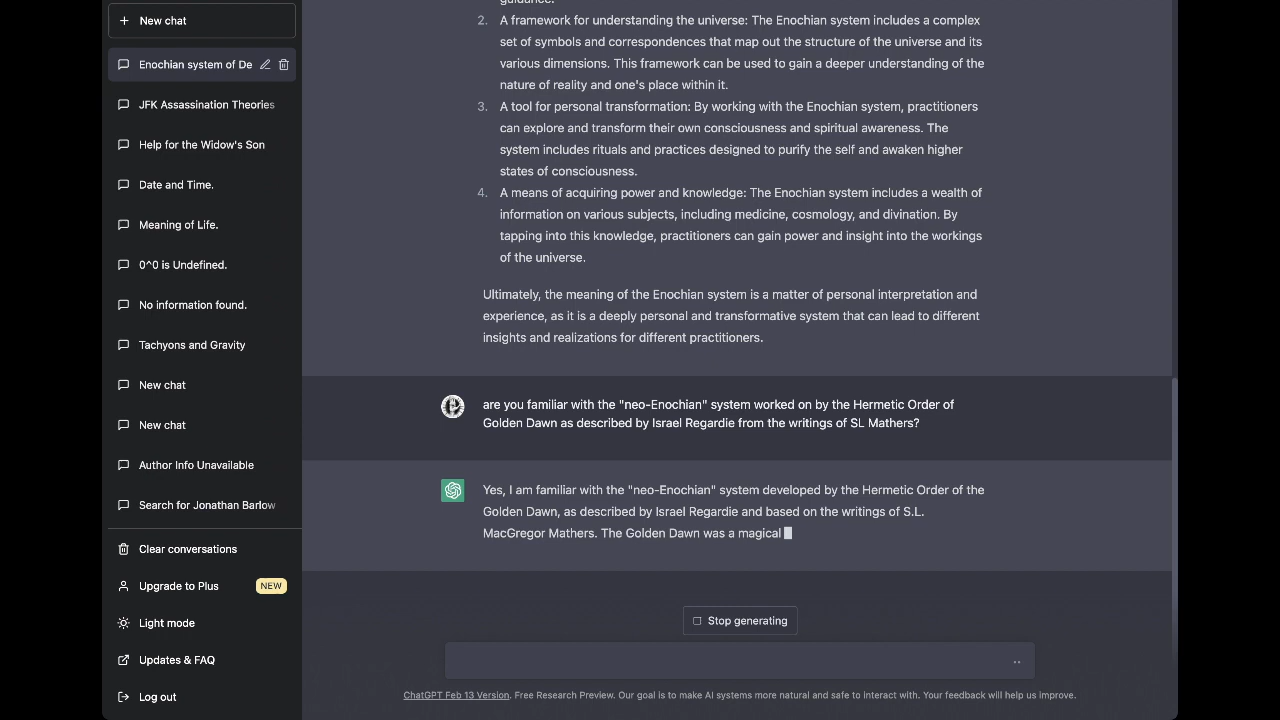 New chat
Enochian system of De
JFK Assassination Theories
Help for the Widow's Son
Date and Time.
Meaning of Life.
0^0 is Undefined.
No information found.
Tachyons and Gravity
New chat
New chat
Author Info Unavailable
Search for Jonathan Barlow
Clear conversations
Upgrade to Plus NEW
Light mode
Updates & FAQ
Log out
guidance.
2. A framework for understanding the universe: The Enochian system includes a complex
set of symbols and correspondences that map out the structure of the universe and its
various dimensions. This framework can be used to gain a deeper understanding of the
nature of reality and one's place within it.
3. A tool for personal transformation: By working with the Enochian system, practitioners
can explore and transform their own consciousness and spiritual awareness. The
system includes rituals and practices designed to purify the self and awaken higher
states of consciousness.
4. A means of acquiring power and knowledge: The Enochian system includes a wealth of
information on various subjects, including medicine, cosmology, and divination. By
tapping into this knowledge, practitioners can gain power and insight into the workings
of the universe.
Ultimately, the meaning of the Enochian system is a matter of personal interpretation and
experience, as it is a deeply personal and transformative system that can lead to different
insights and realizations for different practitioners.
are you familiar with the "neo-Enochian" system worked on by the Hermetic Order of
Golden Dawn as described by Israel Regardie from the writings of SL Mathers?
Yes, I am familiar with the "neo-Enochian" system developed by the Hermetic Order of the
Golden Dawn, as described by Israel Regardie and based on the writings of S.L.
MacGregor Mathers. The Golden Dawn was a magical
Stop generating
ChatGPT Feb 13 Version. Free Research Preview. Our goal is to make AI systems more natural and safe to interact with. Your feedback will help us improve.